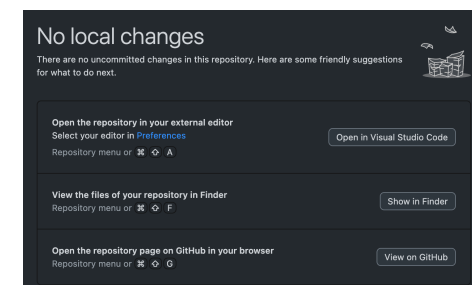 No local changes
There are no uncommitted changes in this repository. Here are some friendly suggestions
for what to do next.
Open the repository in your external editor
Select your editor in Preferences
Repository menu or ⌘ ⇧ A
Open in Visual Studio Code
View the files of your repository in Finder
Repository menu or ⌘ ⇧ F
Show in Finder
Open the repository page on GitHub in your browser
Repository menu or ⌘ ⇧ G
View on GitHub